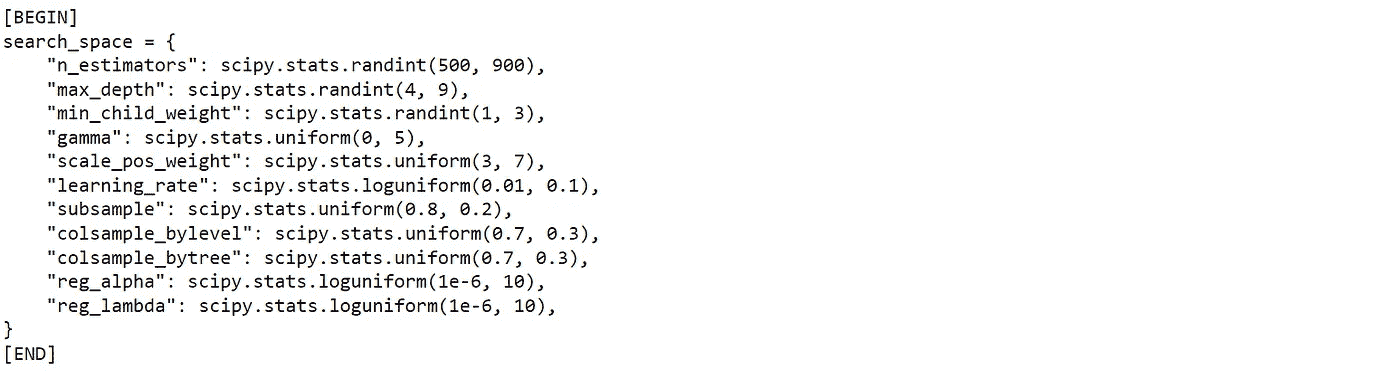 [BEGIN]
search_space = {
    "n_estimators": scipy.stats.randint(500, 900),
    "max_depth": scipy.stats.randint(4, 9),
    "min_child_weight": scipy.stats.randint(1, 3),
    "gamma": scipy.stats.uniform(0, 5),
    "scale_pos_weight": scipy.stats.uniform(3, 7),
    "learning_rate": scipy.stats.loguniform(0.01, 0.1),
    "subsample": scipy.stats.uniform(0.8, 0.2),
    "colsample_bylevel": scipy.stats.uniform(0.7, 0.3),
    "colsample_bytree": scipy.stats.uniform(0.7, 0.3),
    "reg_alpha": scipy.stats.loguniform(1e-6, 10),
    "reg_lambda": scipy.stats.loguniform(1e-6, 10),
}
[END]